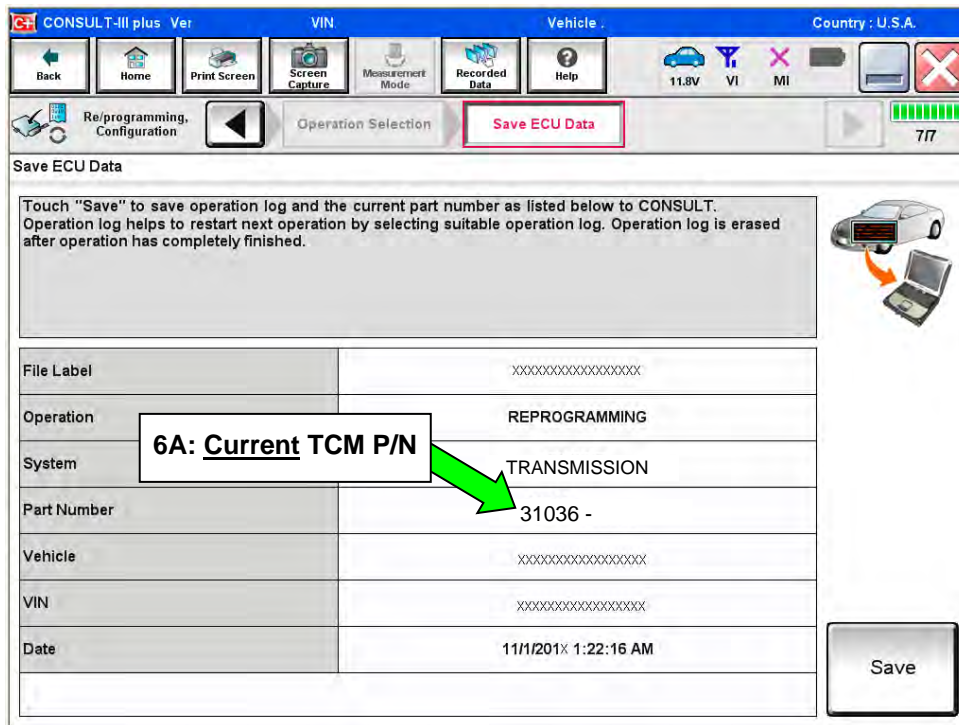 CONSULT-III plus Ver VIN Vehicle . Country : U.S.A.
Back Home Print Screen Screen Capture Measurement Mode Recorded Data Help 11.8V VI MI
Re/programming, Configuration Operation Selection Save ECU Data 7/7
Save ECU Data
Touch "Save" to save operation log and the current part number as listed below to CONSULT.
Operation log helps to restart next operation by selecting suitable operation log. Operation log is erased
after operation has completely finished.
File Label XXXXXXXXXXXXXXXXX
Operation REPROGRAMMING
6A: Current TCM P/N
System TRANSMISSION
Part Number 31036 -
Vehicle XXXXXXXXXXXXXXXXX
VIN XXXXXXXXXXXXXXXXX
Date 11/1/201X 1:22:16 AM
Save